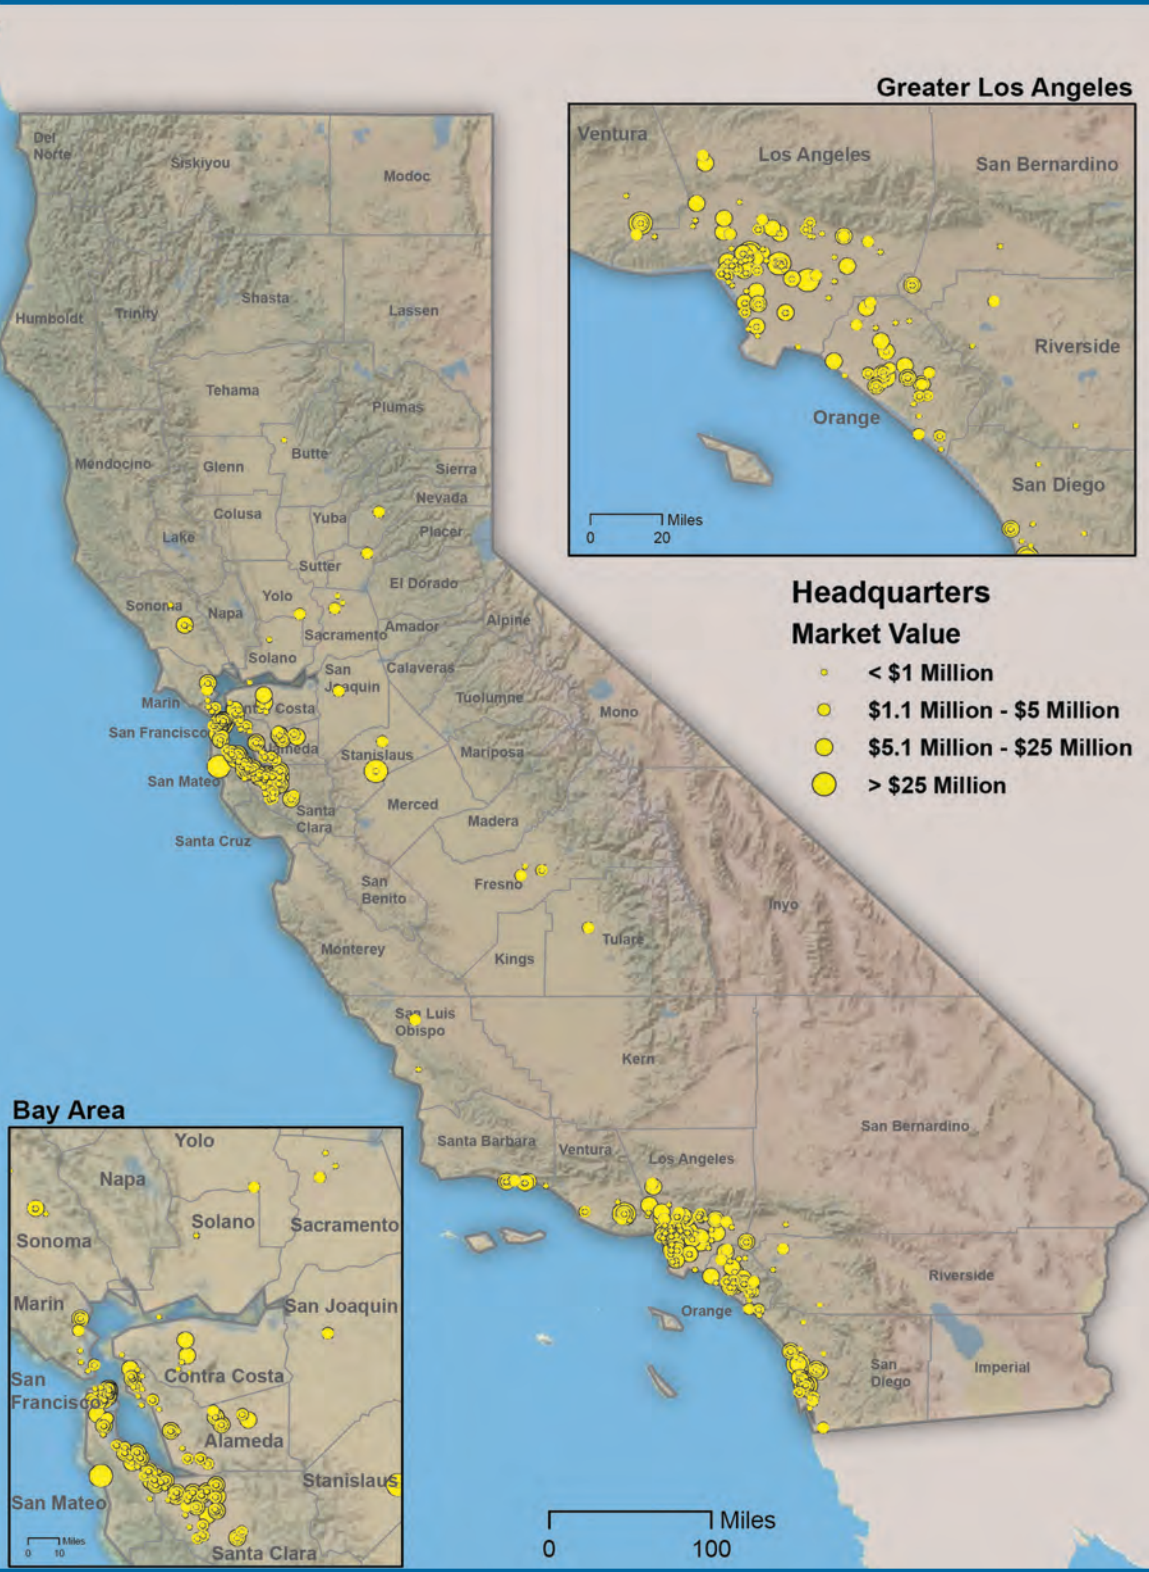 Greater Los Angeles
Ventura
Los Angeles
San Bernardino
Riverside
Orange
San Diego
Miles
0 20
Headquarters
Market Value
< $1 Million
$1.1 Million - $5 Million
$5.1 Million - $25 Million
> $25 Million
Del
Norte
Siskiyou
Modoc
Humboldt
Trinity
Shasta
Lassen
Tehama
Plumas
Mendocino
Glenn
Butte
Sierra
Nevada
Colusa
Yuba
Placer
Lake
Sutter
El Dorado
Sonoma
Napa
Yolo
Sacramento
Amador
Alpine
Solano
San
Joaquin
Calaveras
Marin
Contra Costa
Tuolumne
Mono
San Francisco
Alameda
Stanislaus
Mariposa
San Mateo
Santa
Clara
Merced
Madera
Santa Cruz
San
Benito
Fresno
Inyo
Monterey
Kings
Tulare
San Luis
Obispo
Kern
Santa Barbara
Ventura
Los Angeles
San Bernardino
Orange
Riverside
San
Diego
Imperial
Miles
0 100
Bay Area
Yolo
Napa
Solano
Sacramento
Sonoma
Marin
San Joaquin
San
Francisco
Contra Costa
Alameda
Stanislaus
San Mateo
Santa Clara
Miles
0 10